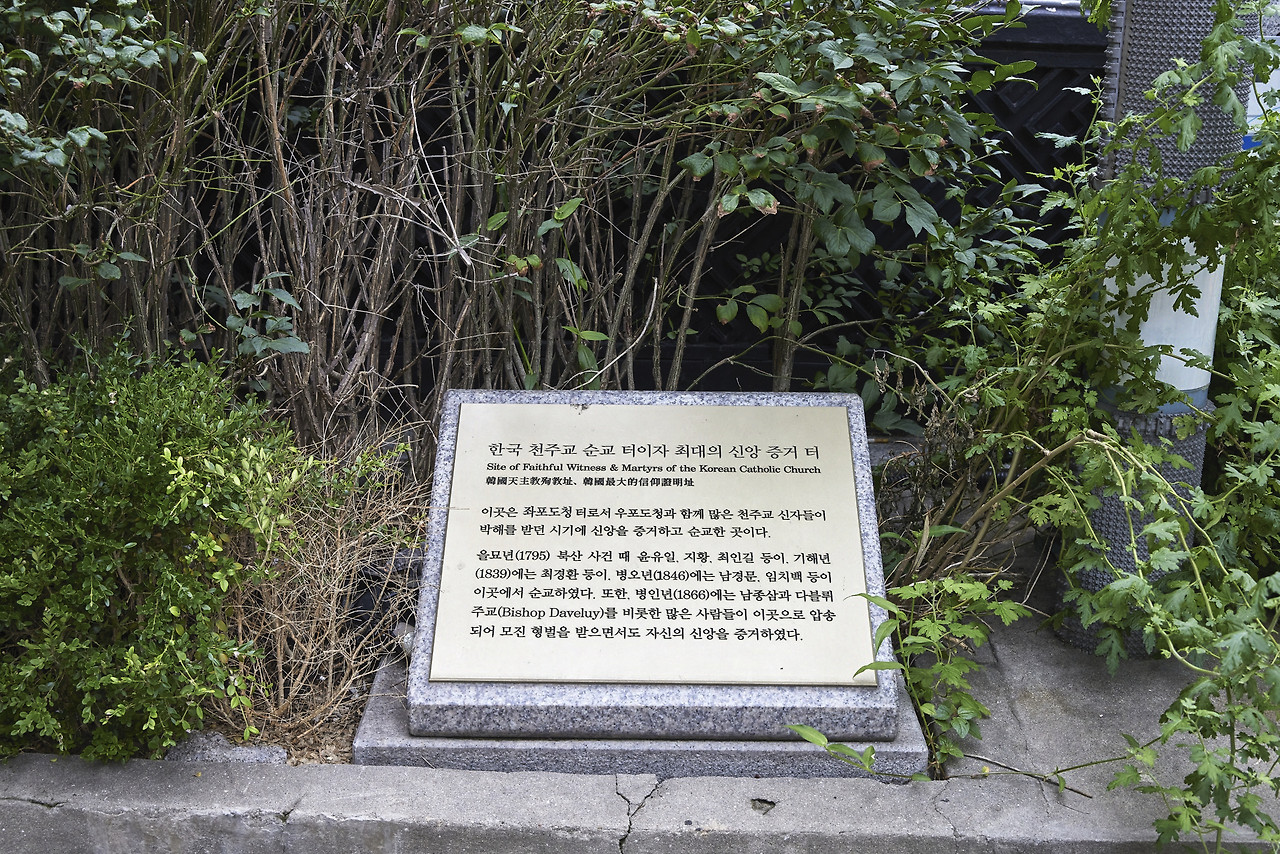 한국 천주교 순교 터이자 최대의 신앙 증거 터
Site of Faithful Witness & Martyrs of the Korean Catholic Church
韓國天主教殉教址、韓國最大的信仰證明址
이곳은 좌포도청 터로서 우포도청과 함께 많은 천주교 신자들이
박해를 받던 시기에 신앙을 증거하고 순교한 곳이다.
을묘년(1795) 북산 사건 때 윤유일, 지황, 최인길 등이, 기해년
(1839)에는 최경환 등이, 병오년(1846)에는 남경문, 임치백 등이
이곳에서 순교하였다. 또한, 병인년(1866)에는 남종삼과 다블뤼
주교(Bishop Daveluy)를 비롯한 많은 사람들이 이곳으로 압송
되어 모진 형벌을 받으면서도 자신의 신앙을 증거하였다.